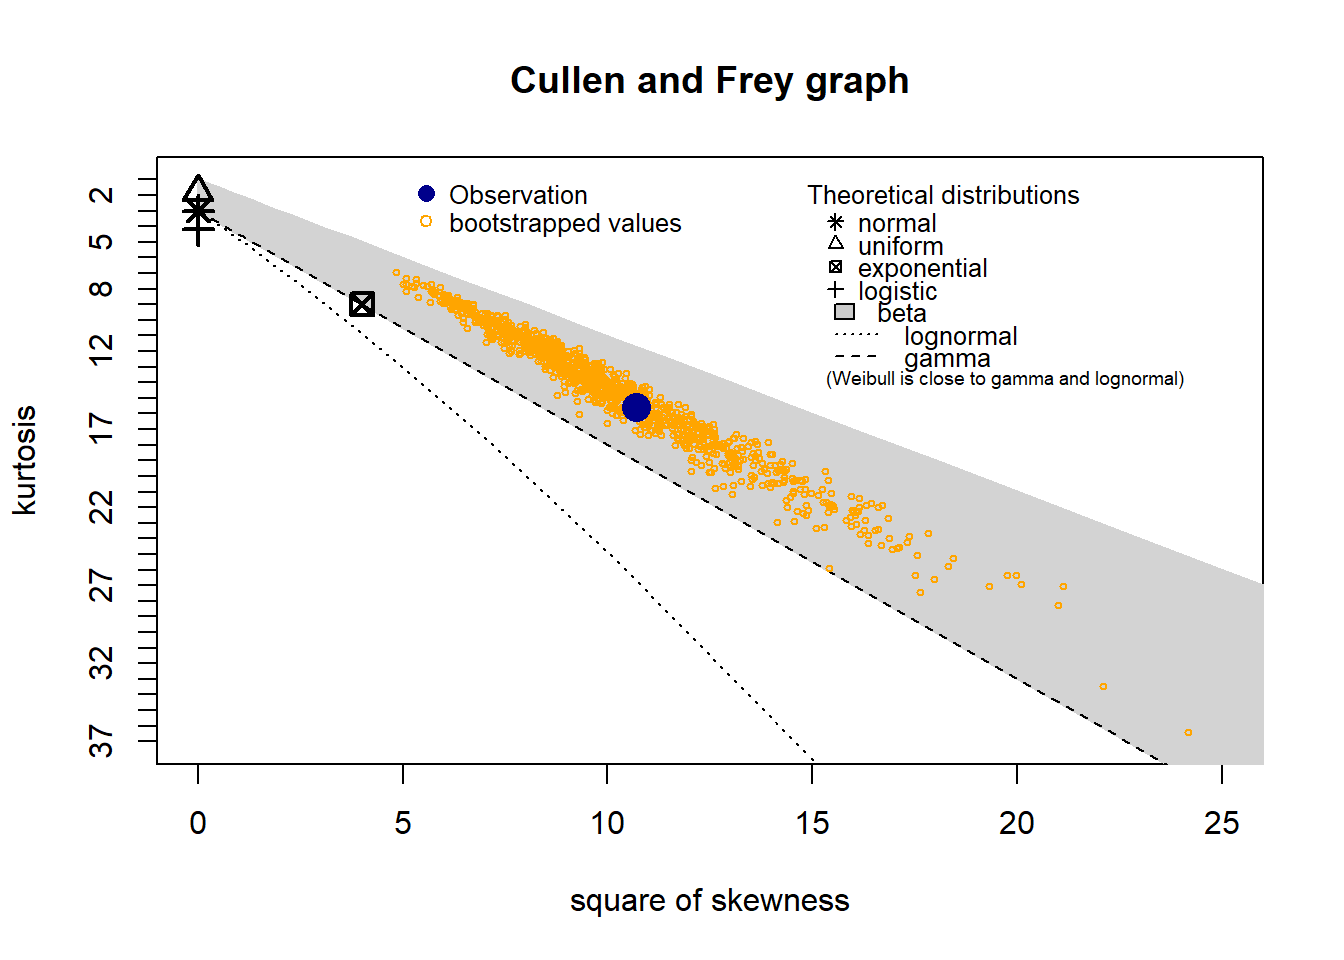 Cullen and Frey graph
Observation
bootstrapped values
Theoretical distributions
normal
uniform
exponential
logistic
beta
lognormal
gamma
(Weibull is close to gamma and lognormal)
kurtosis
2
5
8
12
17
22
27
32
37
0 5 10 15 20 25
square of skewness